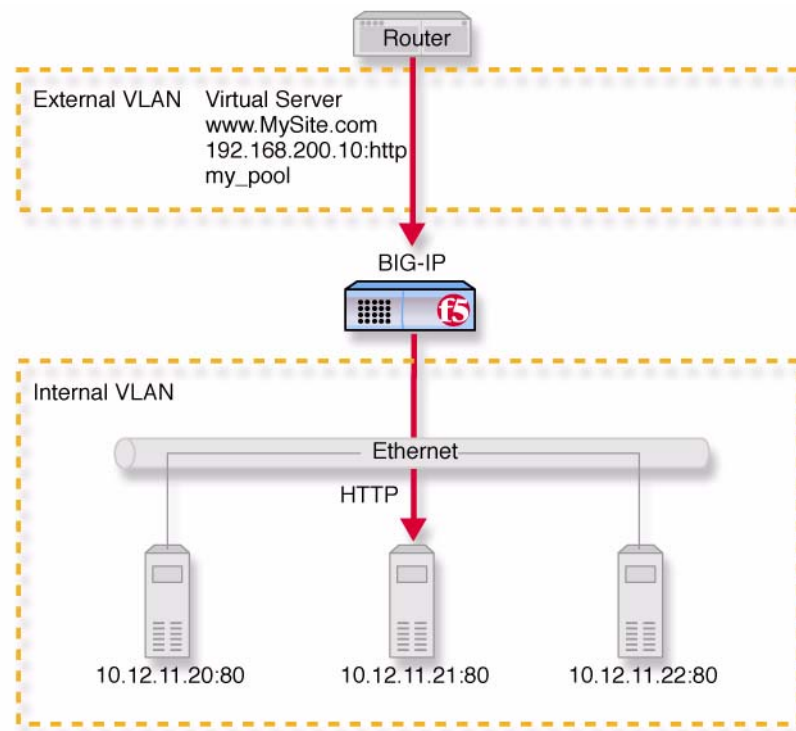 Router
External VLAN
Virtual Server
www.MySite.com
192.168.200.10:http
my_pool
BIG-IP
f5
Internal VLAN
Ethernet
HTTP
10.12.11.20:80
10.12.11.21:80
10.12.11.22:80